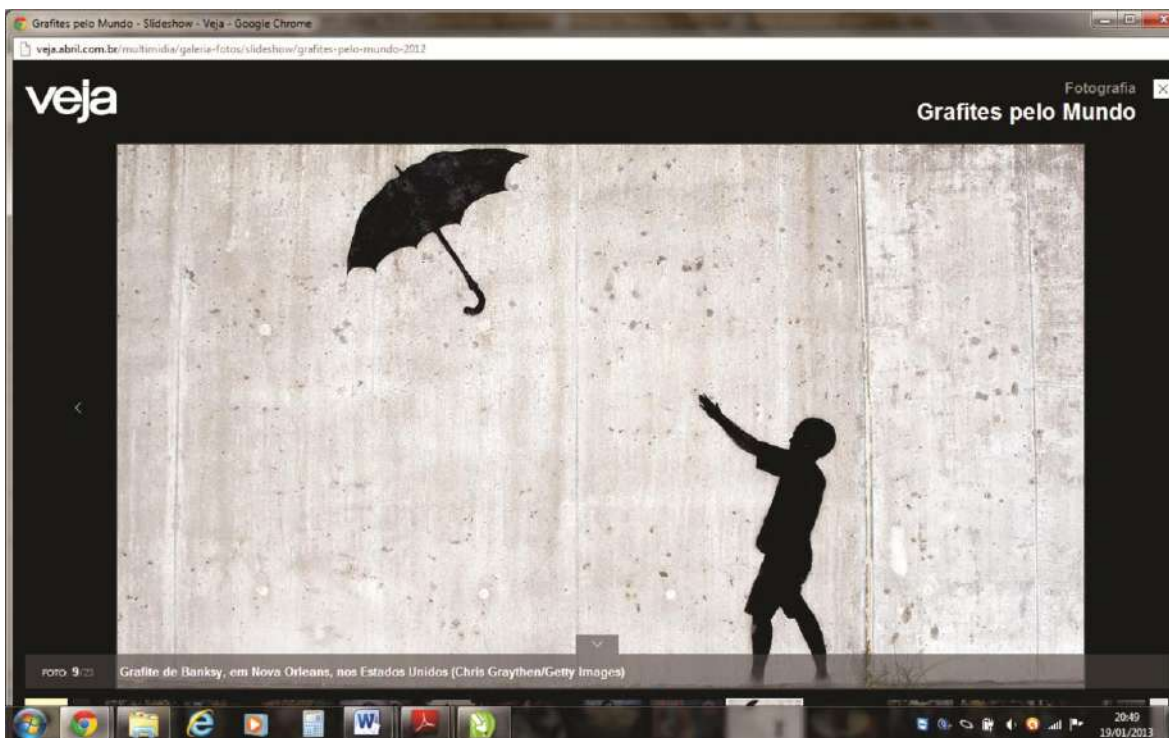 Grafites pelo Mundo - Slideshow - Veja - Google Chrome
veja.abril.com.br/multimidia/galeria-fotos/slideshow/grafites-pelo-mundo-2012
veja
Fotografia
Grafites pelo Mundo
FOTO 9/23 Grafite de Banksy, em Nova Orleans, nos Estados Unidos (Chris Graythen/Getty Images)
20:49
19/01/2013